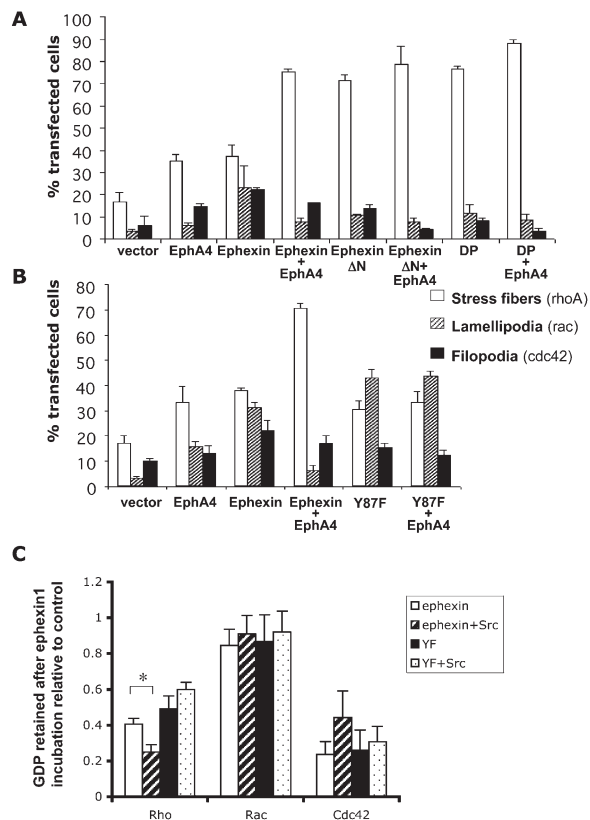 A
% transfected cells
100
90
80
70
60
50
40
30
20
10
0
vector EphA4 Ephexin Ephexin + EphA4 Ephexin ΔN Ephexin ΔN+ EphA4 DP DP + EphA4
B
% transfected cells
80
70
60
50
40
30
20
10
0
vector EphA4 Ephexin Ephexin + EphA4 Y87F Y87F + EphA4
Stress fibers (rhoA)
Lamellipodia (rac)
Filopodia (cdc42)
C
GDP retained after ephexin1
incubation relative to control
1.2
1
0.8
0.6
0.4
0.2
0
*
Rho Rac Cdc42
ephexin
ephexin+Src
YF
YF+Src